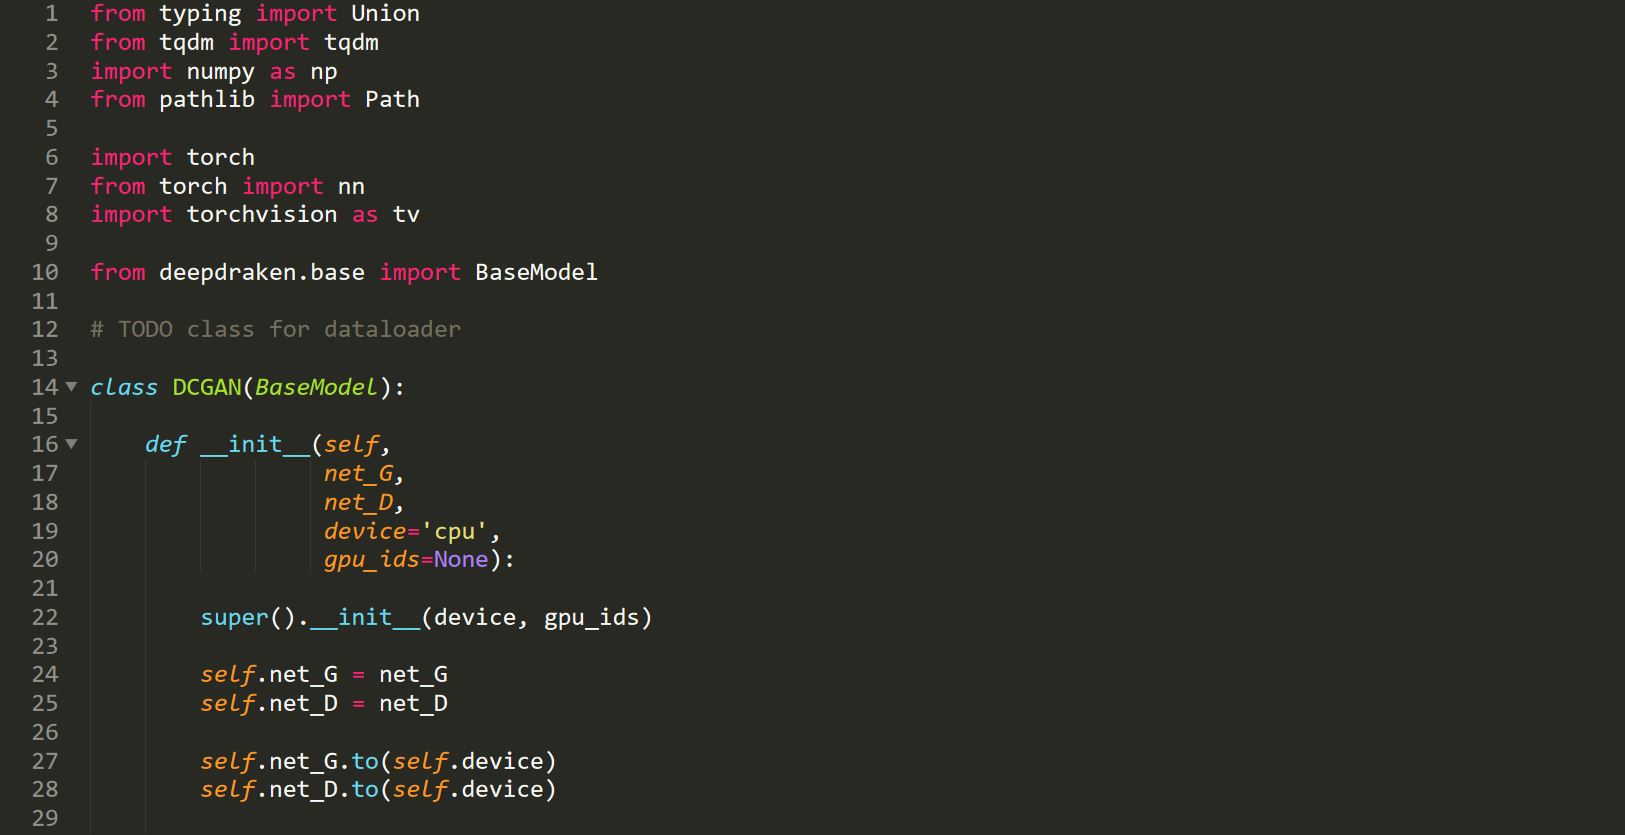 1 from typing import Union
2 from tqdm import tqdm
3 import numpy as np
4 from pathlib import Path
5
6 import torch
7 from torch import nn
8 import torchvision as tv
9
10 from deepdraken.base import BaseModel
11
12 # TODO class for dataloader
13
14 class DCGAN(BaseModel):
15
16     def __init__(self,
17                  net_G,
18                  net_D,
19                  device='cpu',
20                  gpu_ids=None):
21
22         super().__init__(device, gpu_ids)
23
24         self.net_G = net_G
25         self.net_D = net_D
26
27         self.net_G.to(self.device)
28         self.net_D.to(self.device)
29